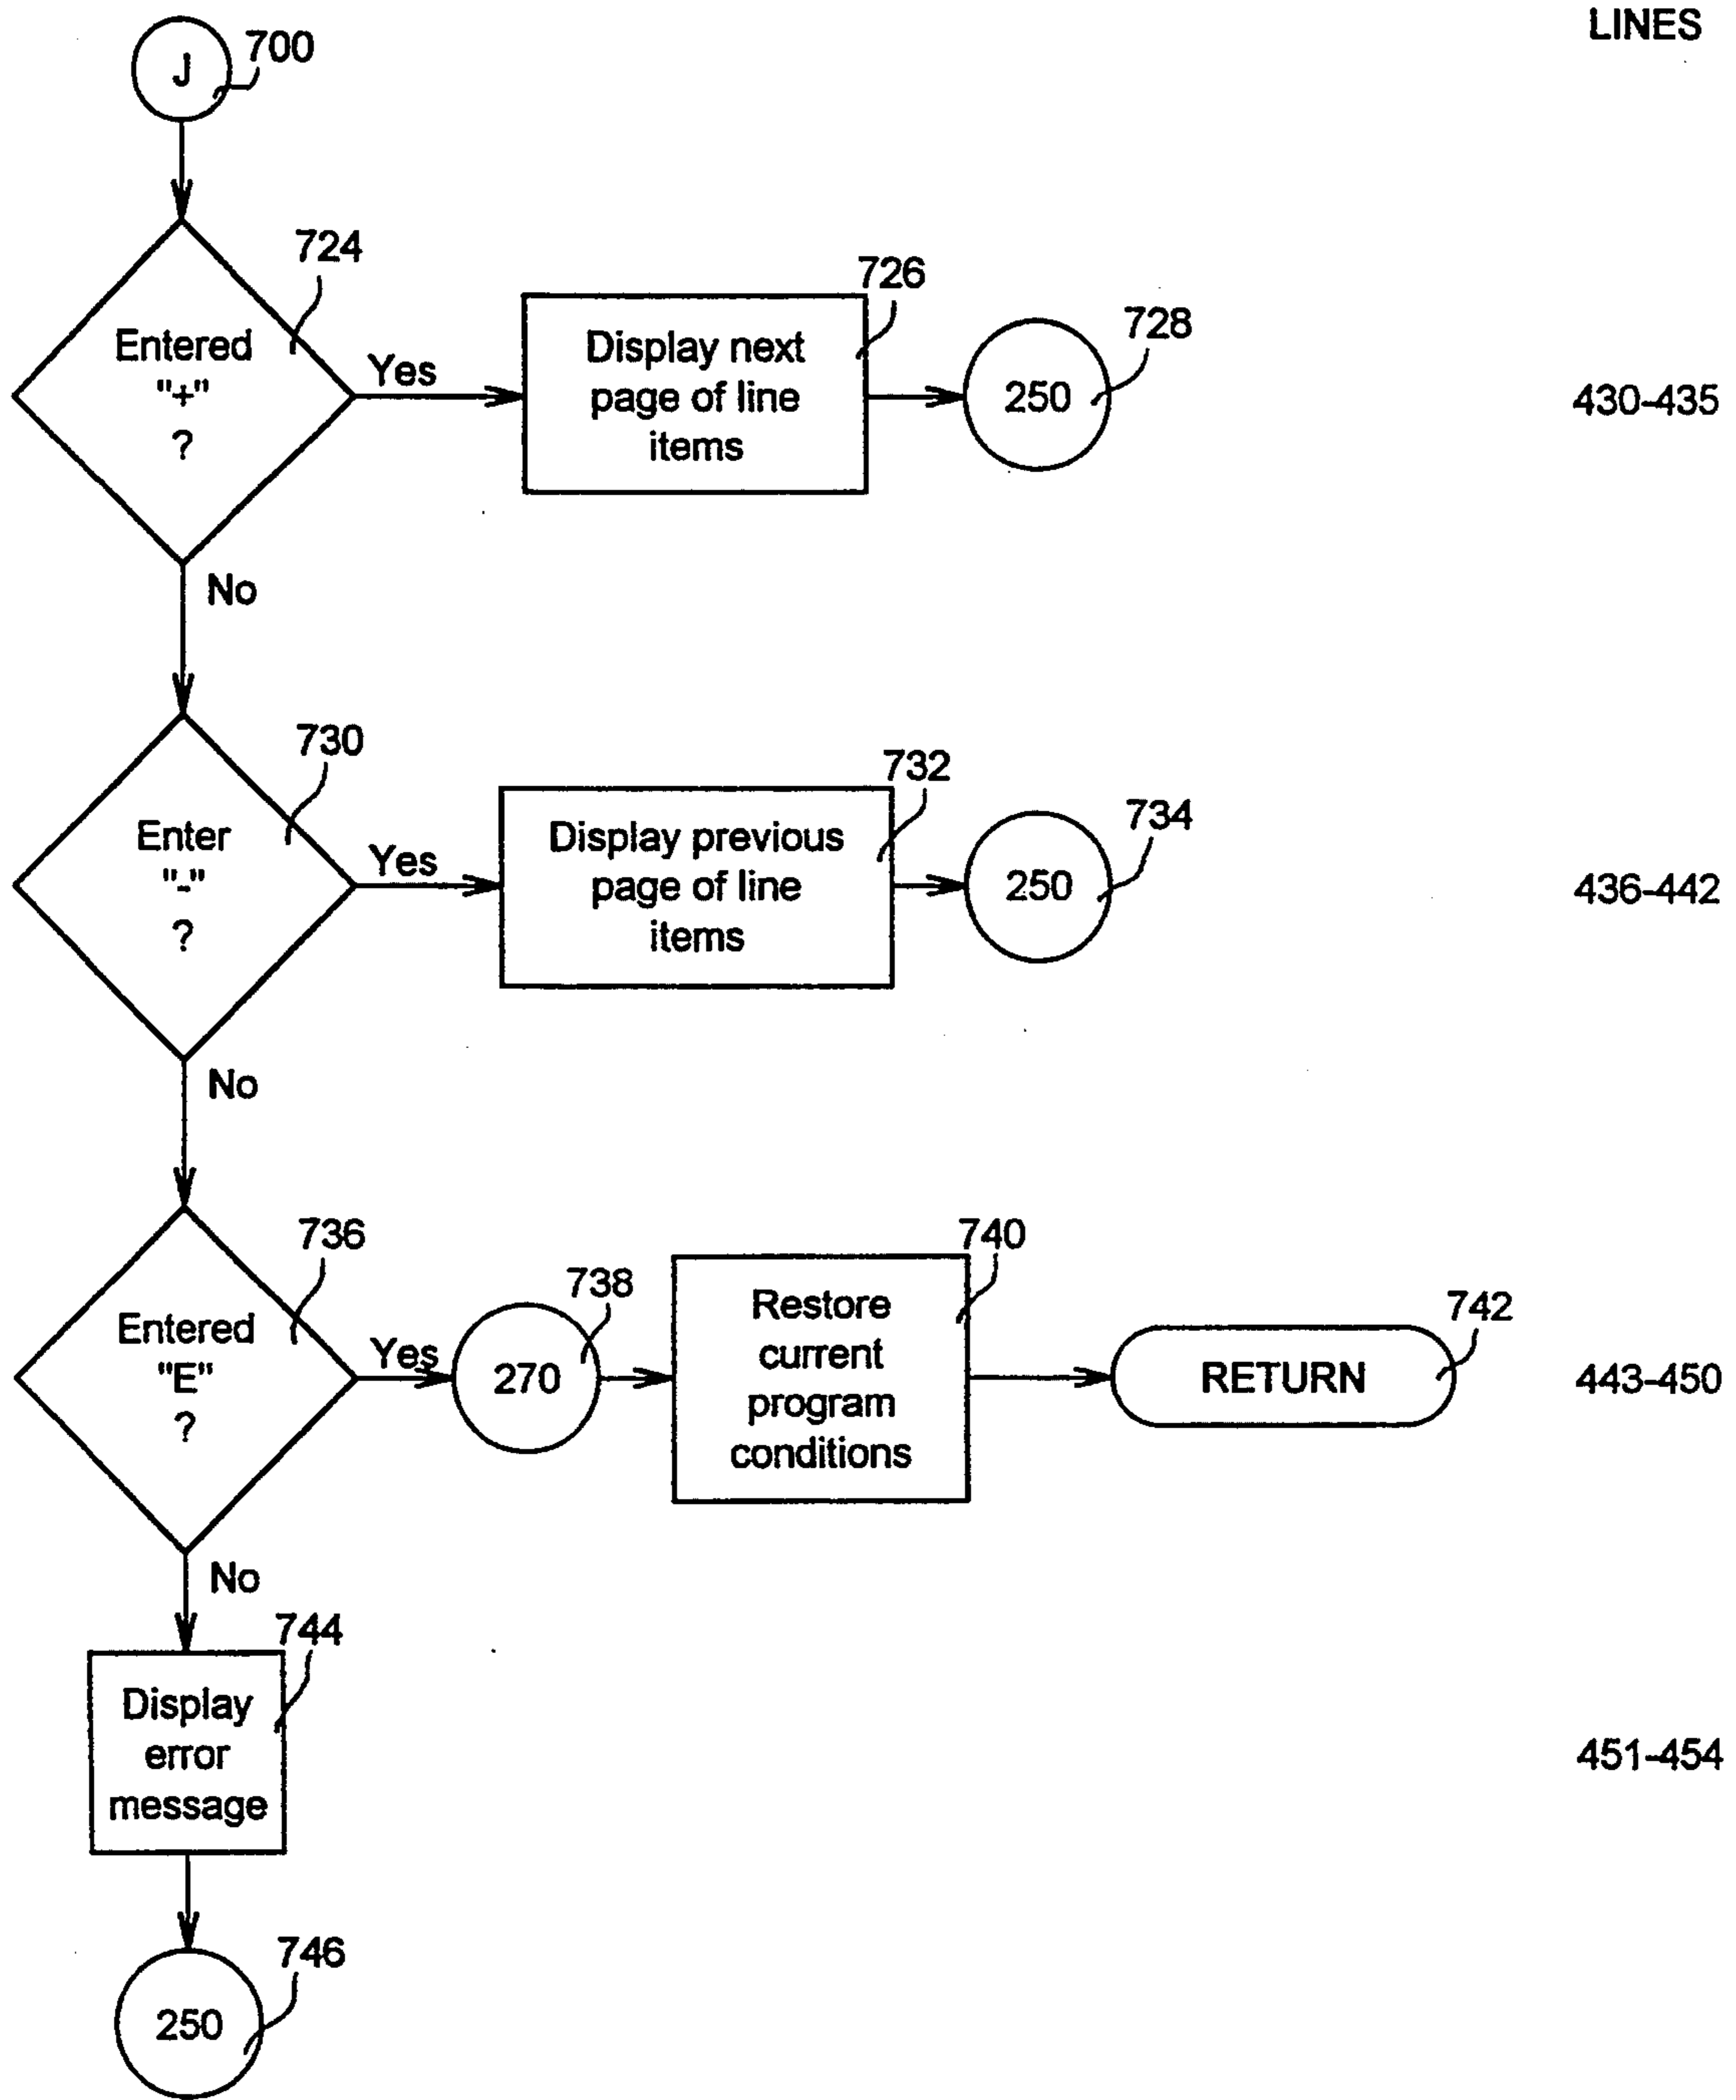 LINES
J
700
724
Entered
"+"
?
Yes
726
Display next
page of line
items
728
250
430-435
No
730
Enter
"-"
?
Yes
732
Display previous
page of line
items
734
250
436-442
No
736
Entered
"E"
?
Yes
738
270
740
Restore
current
program
conditions
742
RETURN
443-450
No
744
Display
error
message
451-454
746
250